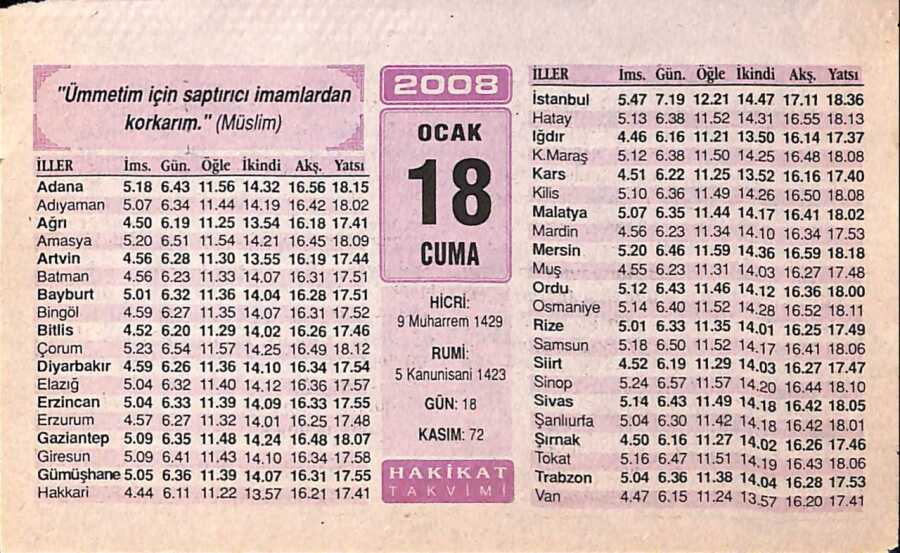 "Ümmetim için saptırıcı imamlardan
korkarım." (Müslim)
İLLER İms. Gün. Öğle İkindi Akş. Yatsı
Adana 5.18 6.43 11.56 14.32 16.56 18.15
Adıyaman 5.07 6.34 11.44 14.19 16.42 18.02
Ağrı 4.50 6.19 11.25 13.54 16.18 17.41
Amasya 5.20 6.51 11.54 14.21 16.45 18.09
Artvin 4.56 6.28 11.30 13.55 16.19 17.44
Batman 4.56 6.23 11.33 14.07 16.31 17.51
Bayburt 5.01 6.32 11.36 14.04 16.28 17.51
Bingöl 4.59 6.27 11.35 14.07 16.31 17.52
Bitlis 4.52 6.20 11.29 14.02 16.26 17.46
Çorum 5.23 6.54 11.57 14.25 16.49 18.12
Diyarbakır 4.59 6.26 11.36 14.10 16.34 17.54
Elazığ 5.04 6.32 11.40 14.12 16.36 17.57
Erzincan 5.04 6.33 11.39 14.09 16.33 17.55
Erzurum 4.57 6.27 11.32 14.01 16.25 17.48
Gaziantep 5.09 6.35 11.48 14.24 16.48 18.07
Giresun 5.09 6.41 11.43 14.10 16.34 17.58
Gümüşhane 5.05 6.36 11.39 14.07 16.31 17.55
Hakkari 4.44 6.11 11.22 13.57 16.21 17.41
2008
OCAK
18
CUMA
HİCRİ:
9 Muharrem 1429
RUMİ:
5 Kanunisani 1423
GÜN: 18
KASIM: 72
HAKİKAT
TAKVİMİ
İLLER İms. Gün. Öğle İkindi Akş. Yatsı
İstanbul 5.47 7.19 12.21 14.47 17.11 18.36
Hatay 5.13 6.38 11.52 14.31 16.55 18.13
Iğdır 4.46 6.16 11.21 13.50 16.14 17.37
K.Maraş 5.12 6.38 11.50 14.25 16.48 18.08
Kars 4.51 6.22 11.25 13.52 16.16 17.40
Kilis 5.10 6.36 11.49 14.26 16.50 18.08
Malatya 5.07 6.35 11.44 14.17 16.41 18.02
Mardin 4.56 6.23 11.34 14.10 16.34 17.53
Mersin 5.20 6.46 11.59 14.36 16.59 18.18
Muş 4.55 6.23 11.31 14.03 16.27 17.48
Ordu 5.12 6.43 11.46 14.12 16.36 18.00
Osmaniye 5.14 6.40 11.52 14.28 16.52 18.11
Rize 5.01 6.33 11.35 14.01 16.25 17.49
Samsun 5.18 6.50 11.52 14.17 16.41 18.06
Siirt 4.52 6.19 11.29 14.03 16.27 17.47
Sinop 5.24 6.57 11.57 14.20 16.44 18.10
Sivas 5.14 6.43 11.49 14.18 16.42 18.05
Şanlıurfa 5.04 6.30 11.42 14.18 16.42 18.01
Şırnak 4.50 6.16 11.27 14.02 16.26 17.46
Tokat 5.16 6.47 11.51 14.19 16.43 18.06
Trabzon 5.04 6.36 11.38 14.04 16.28 17.53
Van 4.47 6.15 11.24 13.57 16.20 17.41